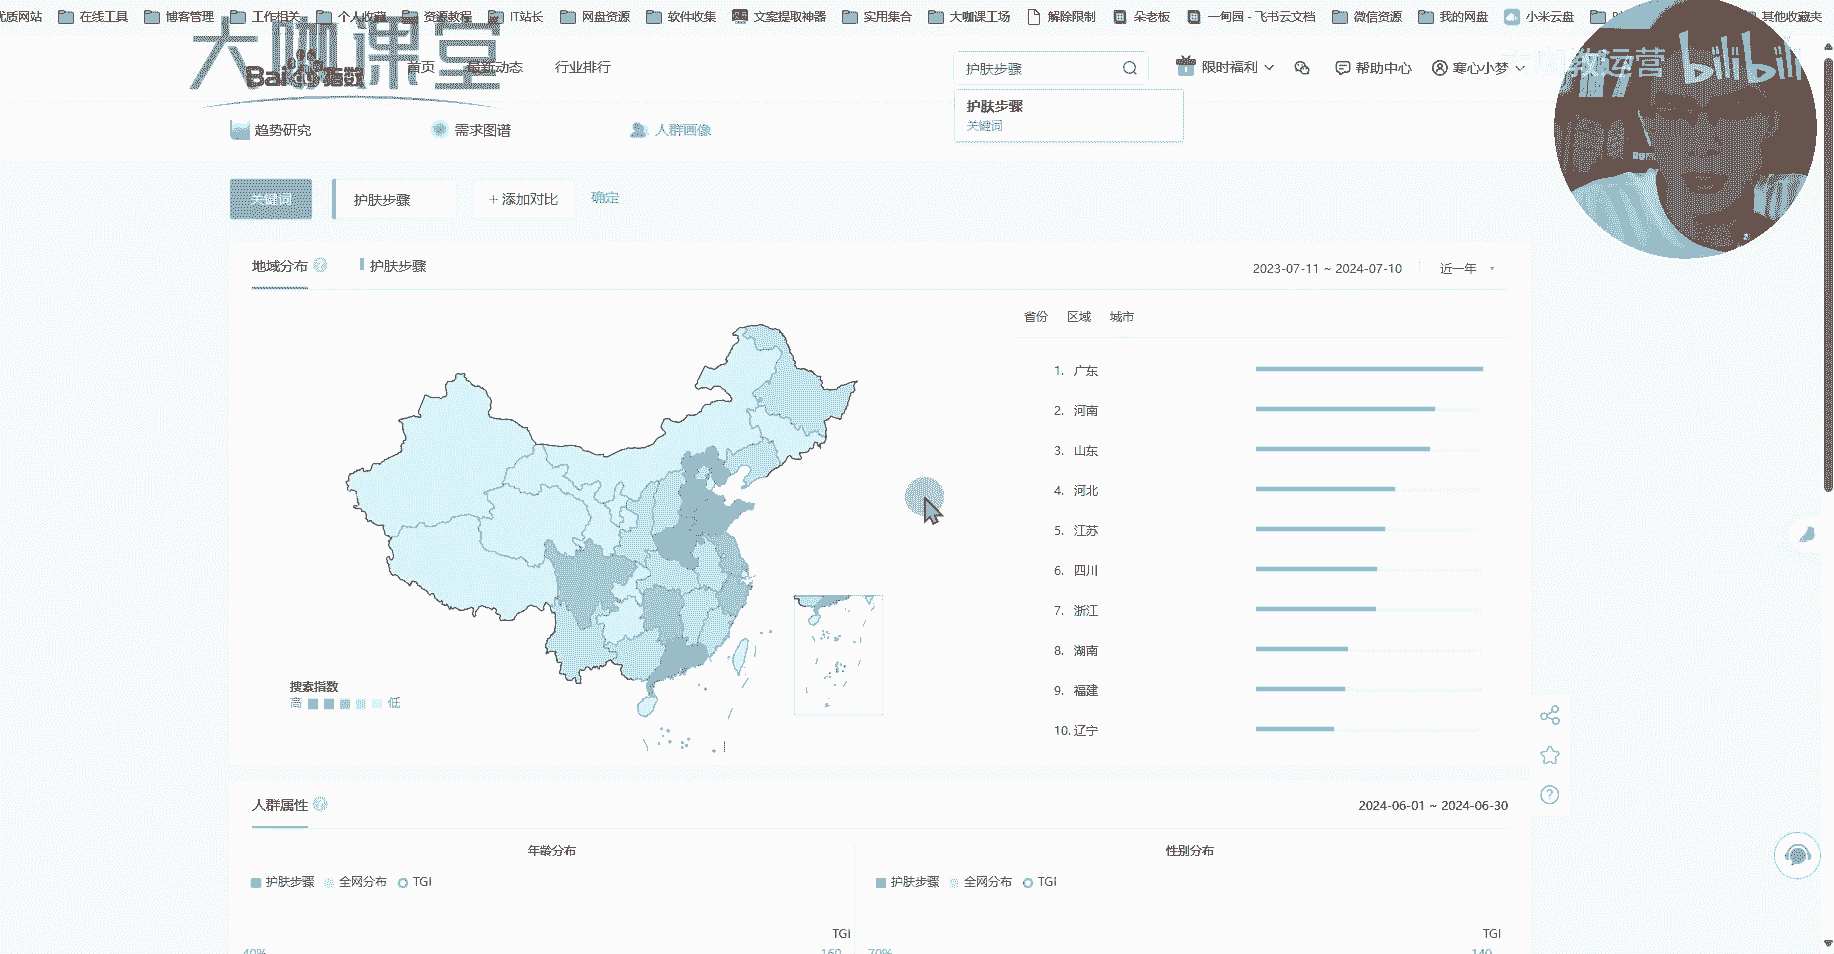 优质网站 在线工具 博客管理 工作相关 个人收藏 资源教程 IT站长 网盘资源 软件收集 文案提取神器 实用集合 大咖课工场 解除限制 朵老板 一甸园 - 飞书云文档 微信资源 我的网盘 小米云盘 其他收藏夹
大咖课堂
Bai 指数 首页 最新动态 行业排行 护肤步骤 限时福利 帮助中心 寒心小梦
教运营 bilibili
护肤步骤
关键词
趋势研究 需求图谱 人群画像
关键词 护肤步骤 + 添加对比 确定
地域分布 护肤步骤 2023-07-11 ~ 2024-07-10 近一年
省份 区域 城市
1. 广东
2. 河南
3. 山东
4. 河北
5. 江苏
6. 四川
7. 浙江
8. 湖南
9. 福建
10. 辽宁
搜索指数
高 低
人群属性 2024-06-01 ~ 2024-06-30
年龄分布 性别分布
护肤步骤 全网分布 TGI 护肤步骤 全网分布 TGI
TGI TGI
40% 160 70% 140